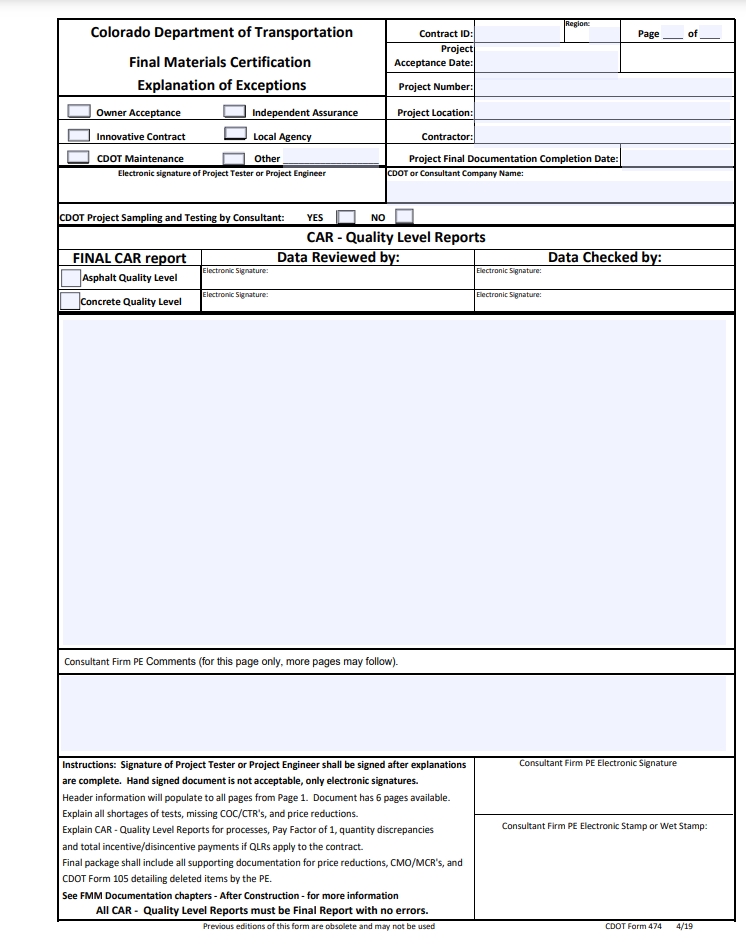 Colorado Department of Transportation
Final Materials Certification
Explanation of Exceptions
Contract ID:
Region:
Page ____ of ____
Project
Acceptance Date:
Project Number:
Project Location:
Contractor:
Project Final Documentation Completion Date:
Owner Acceptance
Independent Assurance
Innovative Contract
Local Agency
CDOT Maintenance
Other ___________________
Electronic signature of Project Tester or Project Engineer
CDOT or Consultant Company Name:
CDOT Project Sampling and Testing by Consultant: YES NO
CAR - Quality Level Reports
FINAL CAR report
Data Reviewed by:
Data Checked by:
Asphalt Quality Level
Electronic Signature:
Electronic Signature:
Concrete Quality Level
Electronic Signature:
Electronic Signature:
Consultant Firm PE Comments (for this page only, more pages may follow).
Instructions: Signature of Project Tester or Project Engineer shall be signed after explanations
are complete. Hand signed document is not acceptable, only electronic signatures.
Header information will populate to all pages from Page 1. Document has 6 pages available.
Explain all shortages of tests, missing COC/CTR's, and price reductions.
Explain CAR - Quality Level Reports for processes, Pay Factor of 1, quantity discrepancies
and total incentive/disincentive payments if QLRs apply to the contract.
Final package shall include all supporting documentation for price reductions, CMO/MCR's, and
CDOT Form 105 detailing deleted items by the PE.
See FMM Documentation chapters - After Construction - for more information
All CAR - Quality Level Reports must be Final Report with no errors.
Consultant Firm PE Electronic Signature
Consultant Firm PE Electronic Stamp or Wet Stamp:
Previous editions of this form are obsolete and may not be used
CDOT Form 474 4/19